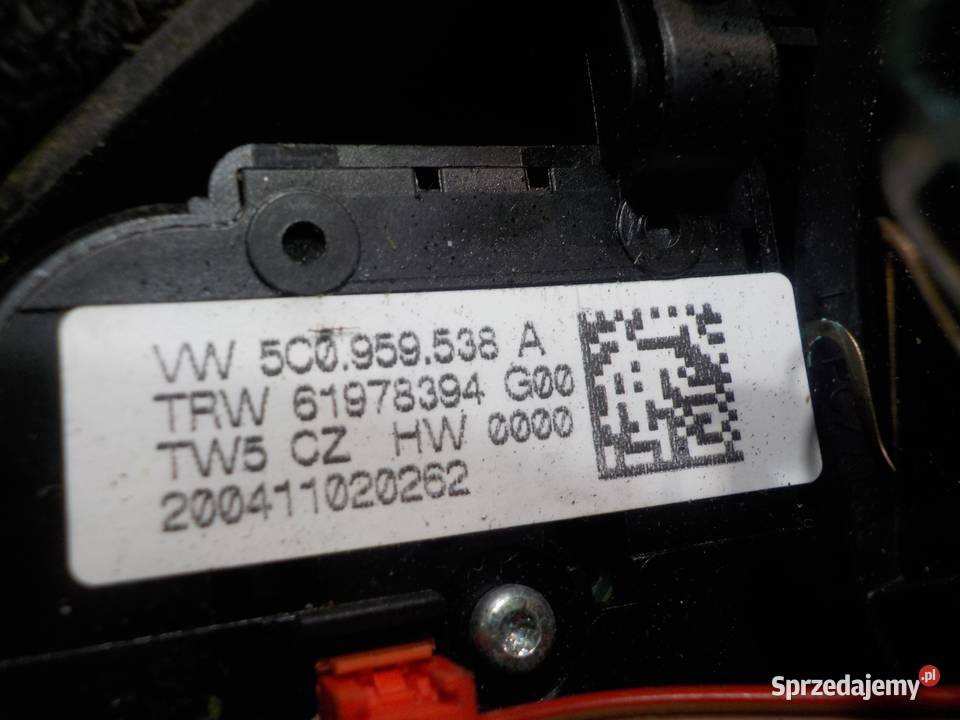 VW 5C0.959.538 A
TRW 61978394 G00
TW5 CZ HW 0000
200411020262
Sprzedajemy.pl